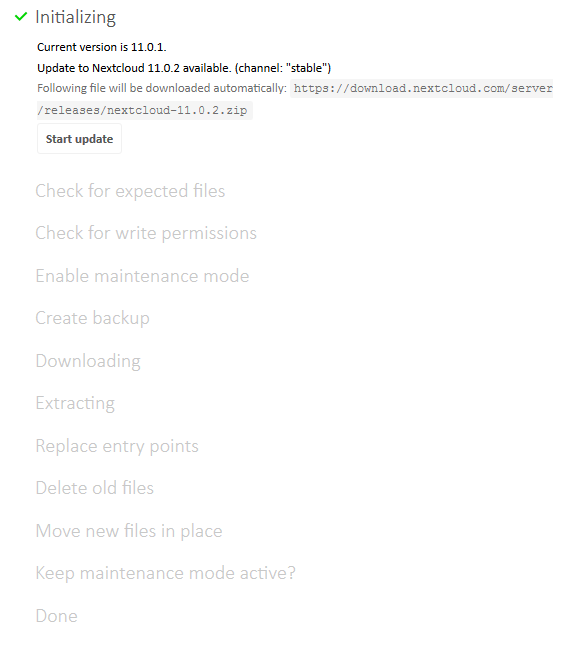 Initializing
Current version is 11.0.1.
Update to Nextcloud 11.0.2 available. (channel: "stable")
Following file will be downloaded automatically: https://download.nextcloud.com/server
/releases/nextcloud-11.0.2.zip
Start update
Check for expected files
Check for write permissions
Enable maintenance mode
Create backup
Downloading
Extracting
Replace entry points
Delete old files
Move new files in place
Keep maintenance mode active?
Done